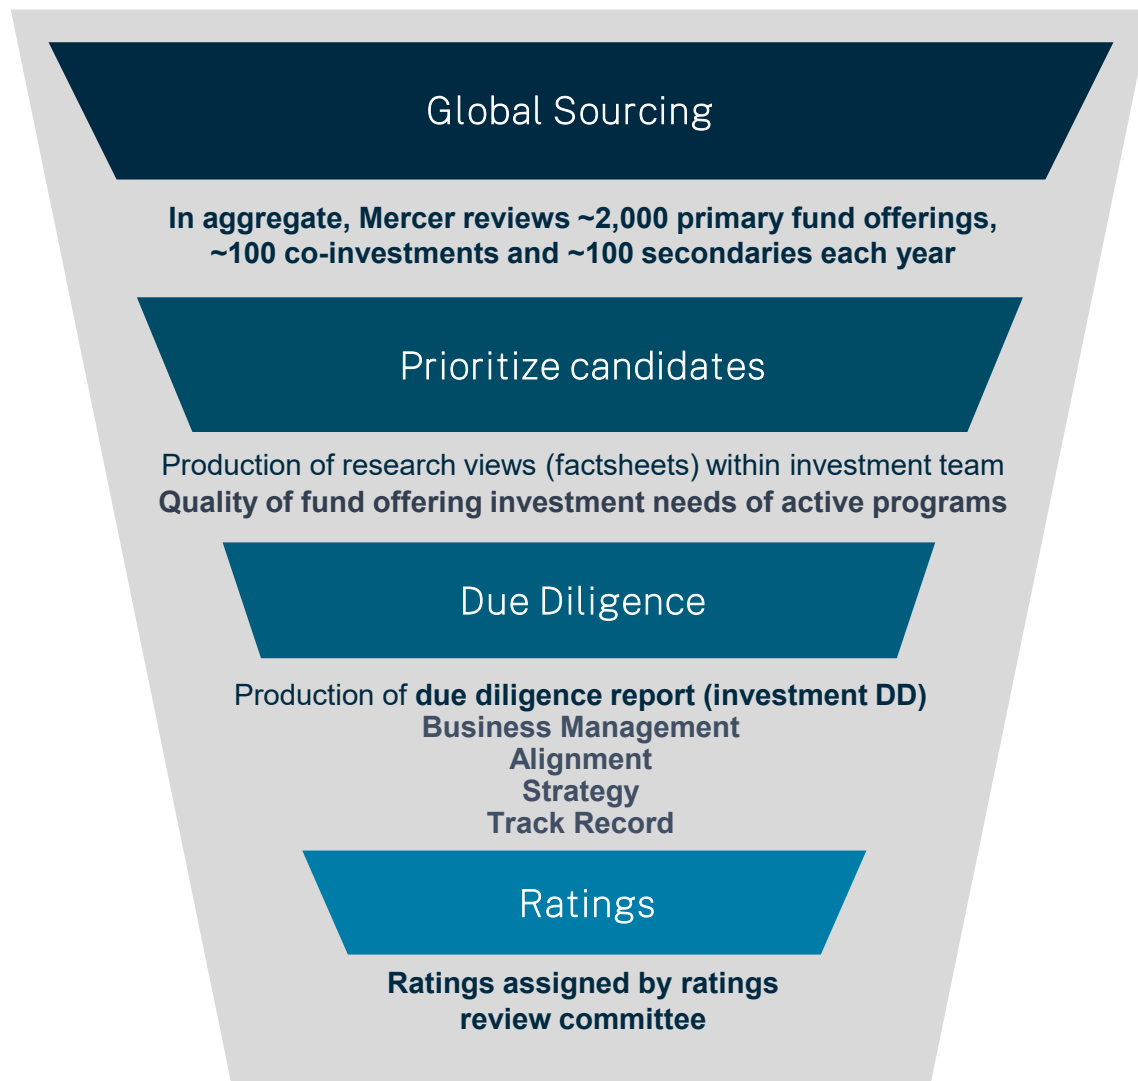 Global Sourcing
In aggregate, Mercer reviews ~2,000 primary fund offerings,
~100 co-investments and ~100 secondaries each year
Prioritize candidates
Production of research views (factsheets) within investment team
Quality of fund offering investment needs of active programs
Due Diligence
Production of due diligence report (investment DD)
Business Management
Alignment
Strategy
Track Record
Ratings
Ratings assigned by ratings
review committee